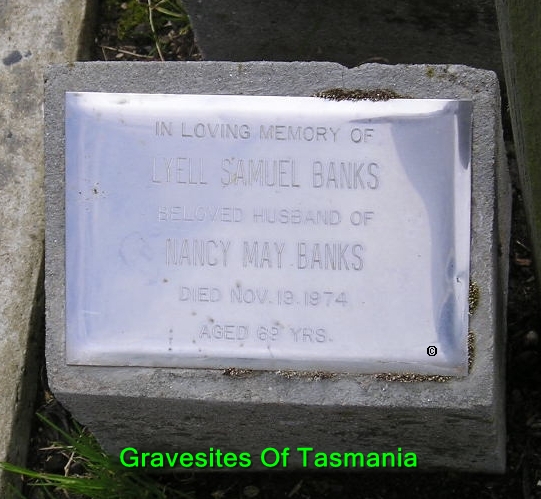 IN LOVING MEMORY OF
LYELL SAMUEL BANKS
BELOVED HUSBAND OF
NANCY MAY BANKS
DIED NOV. 19. 1974
AGED 69 YRS.
©
Gravesites Of Tasmania